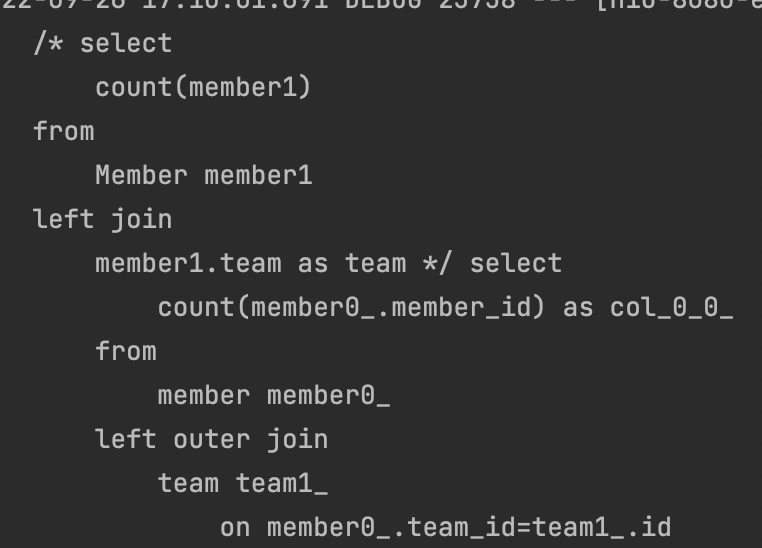 /* select
count(member1)
from
Member member1
left join
member1.team as team */ select
count(member0_.member_id) as col_0_0_
from
member member0_
left outer join
team team1_
on member0_.team_id=team1_.id